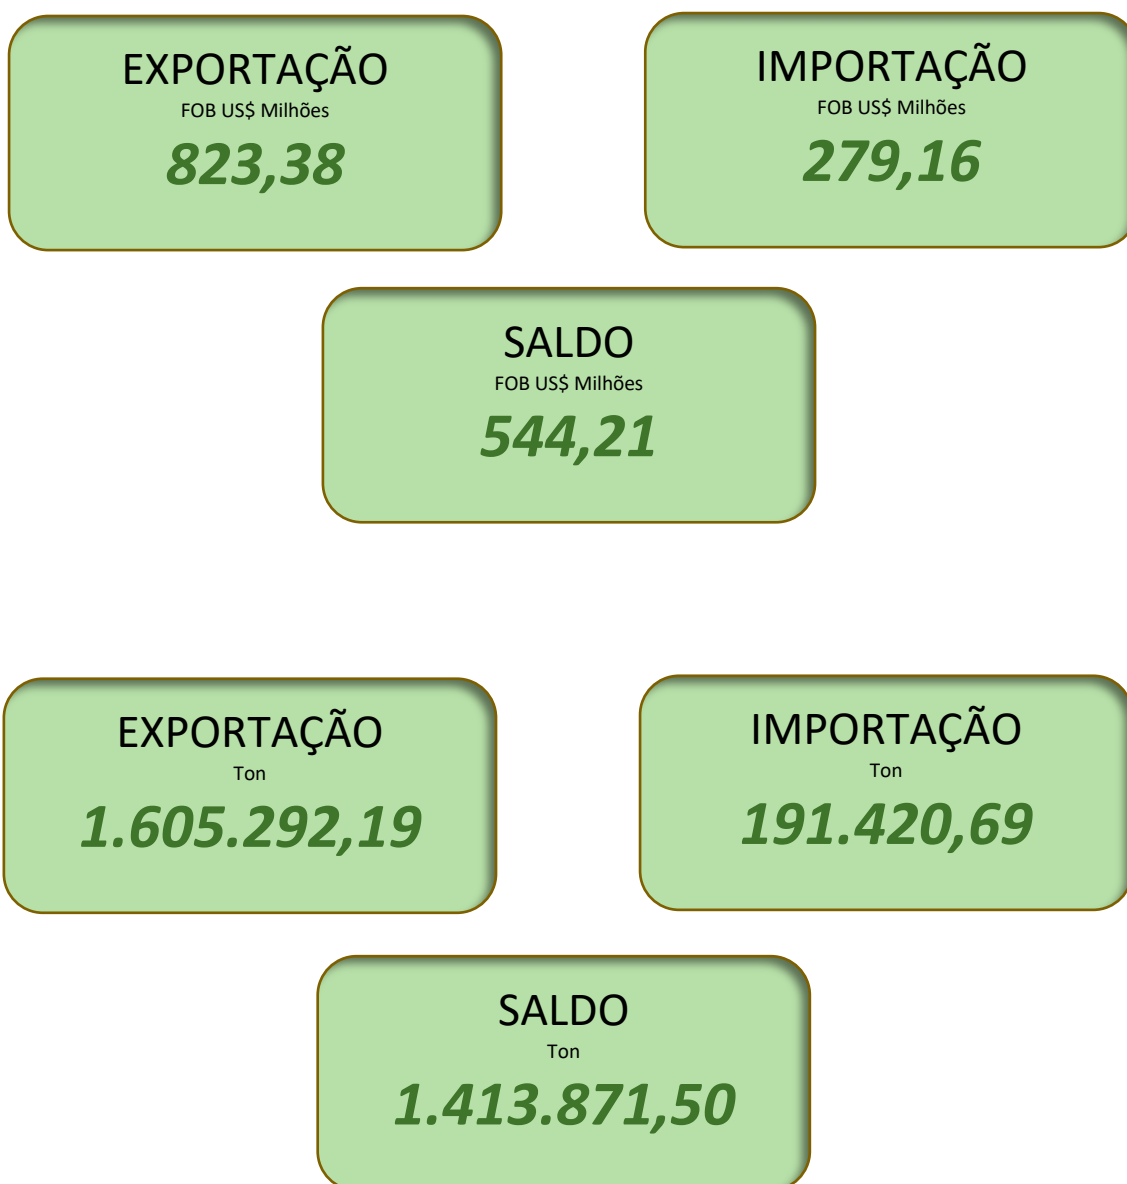 EXPORTAÇÃO
FOB US$ Milhões
823,38
IMPORTAÇÃO
FOB US$ Milhões
279,16
SALDO
FOB US$ Milhões
544,21
EXPORTAÇÃO
Ton
1.605.292,19
IMPORTAÇÃO
Ton
191.420,69
SALDO
Ton
1.413.871,50